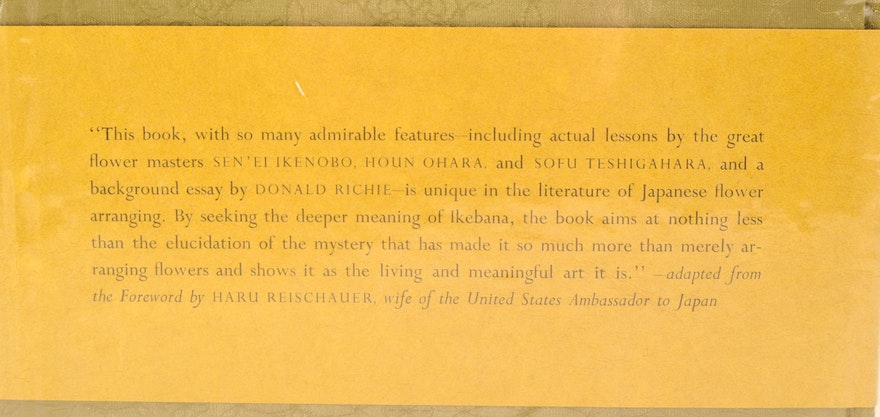 “This book, with so many admirable features—including actual lessons by the great
flower masters SEN’EI IKENOBO, HOUN OHARA, and SOFU TESHIGAHARA, and a
background essay by DONALD RICHIE—is unique in the literature of Japanese flower
arranging. By seeking the deeper meaning of Ikebana, the book aims at nothing less
than the elucidation of the mystery that has made it so much more than merely ar-
ranging flowers and shows it as the living and meaningful art it is.” —adapted from
the Foreword by HARU REISCHAUER, wife of the United States Ambassador to Japan